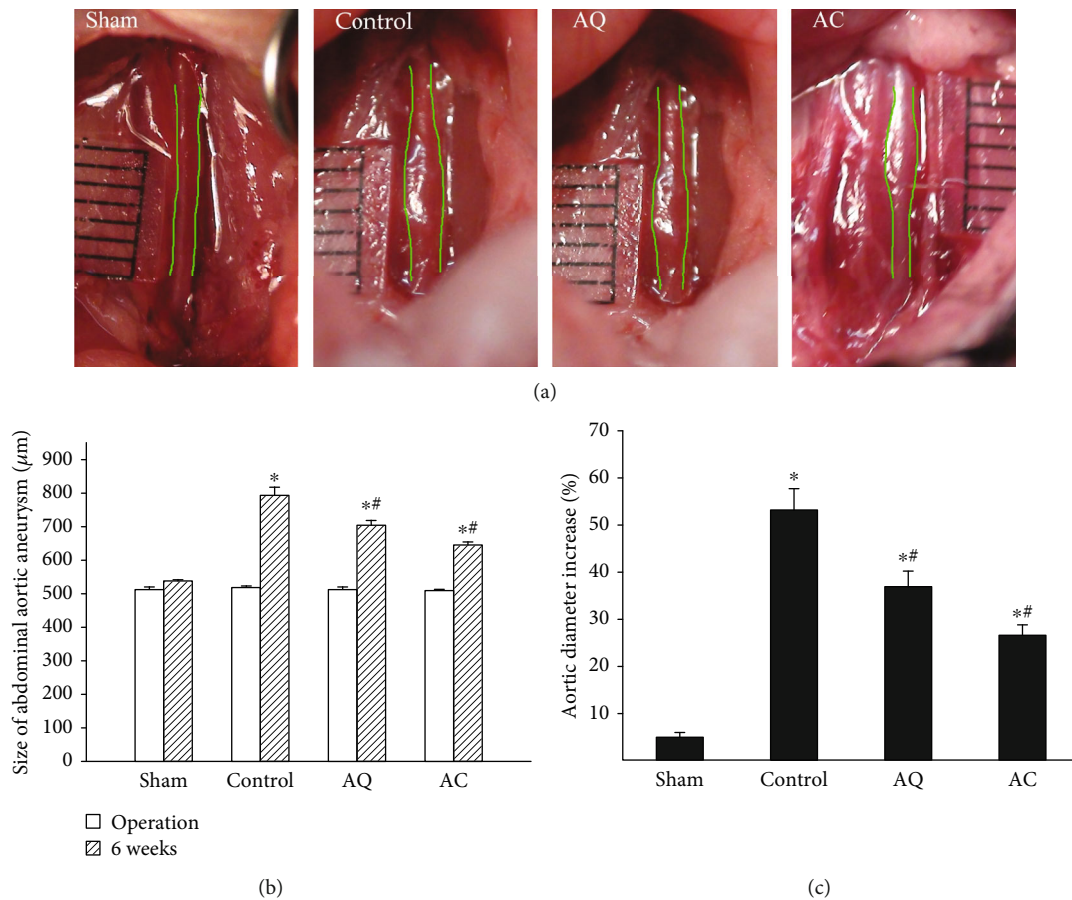 Sham Control AQ AC
(a)
Size of abdominal aortic aneurysm (μm)
900
800
700
600
500
400
300
200
100
0
* *# *#
Sham Control AQ AC
Operation
6 weeks
(b)
Aortic diameter increase (%)
70
60
50
40
30
20
10
* *# *#
Sham Control AQ AC
(c)